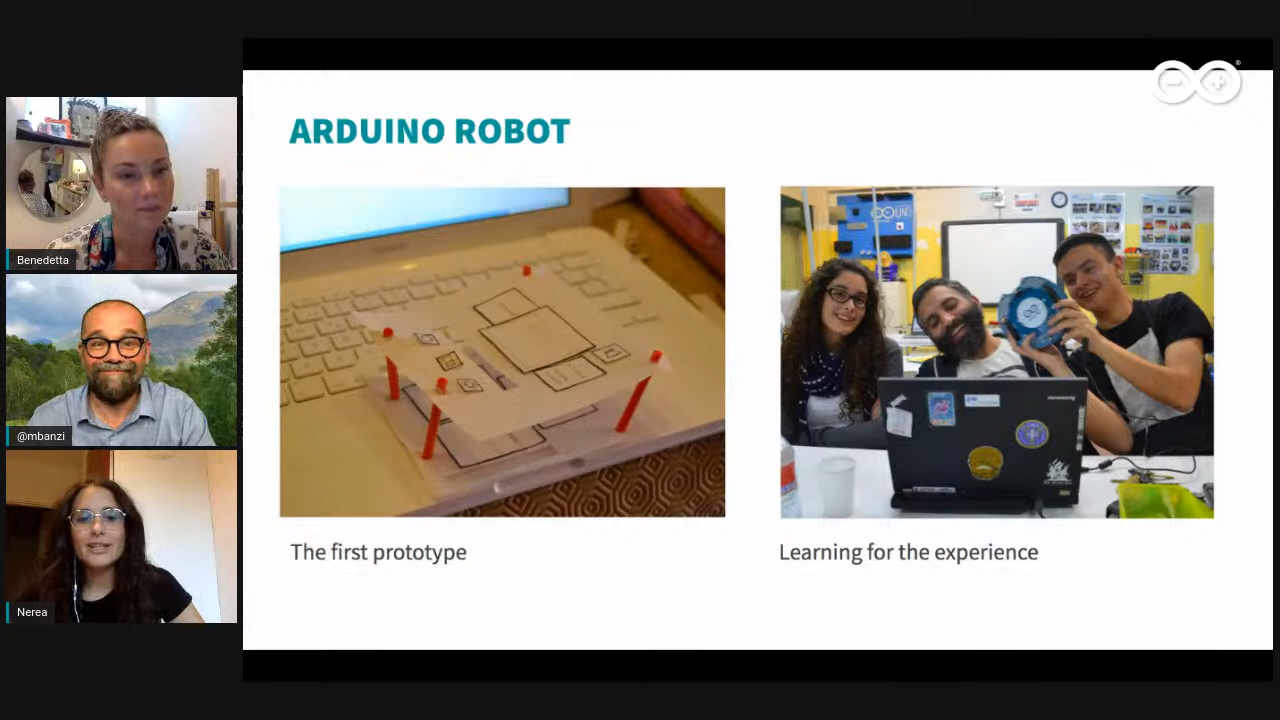 ARDUINO ROBOT
®
Benedetta
@mbanzi
Nerea
The first prototype
Learning for the experience